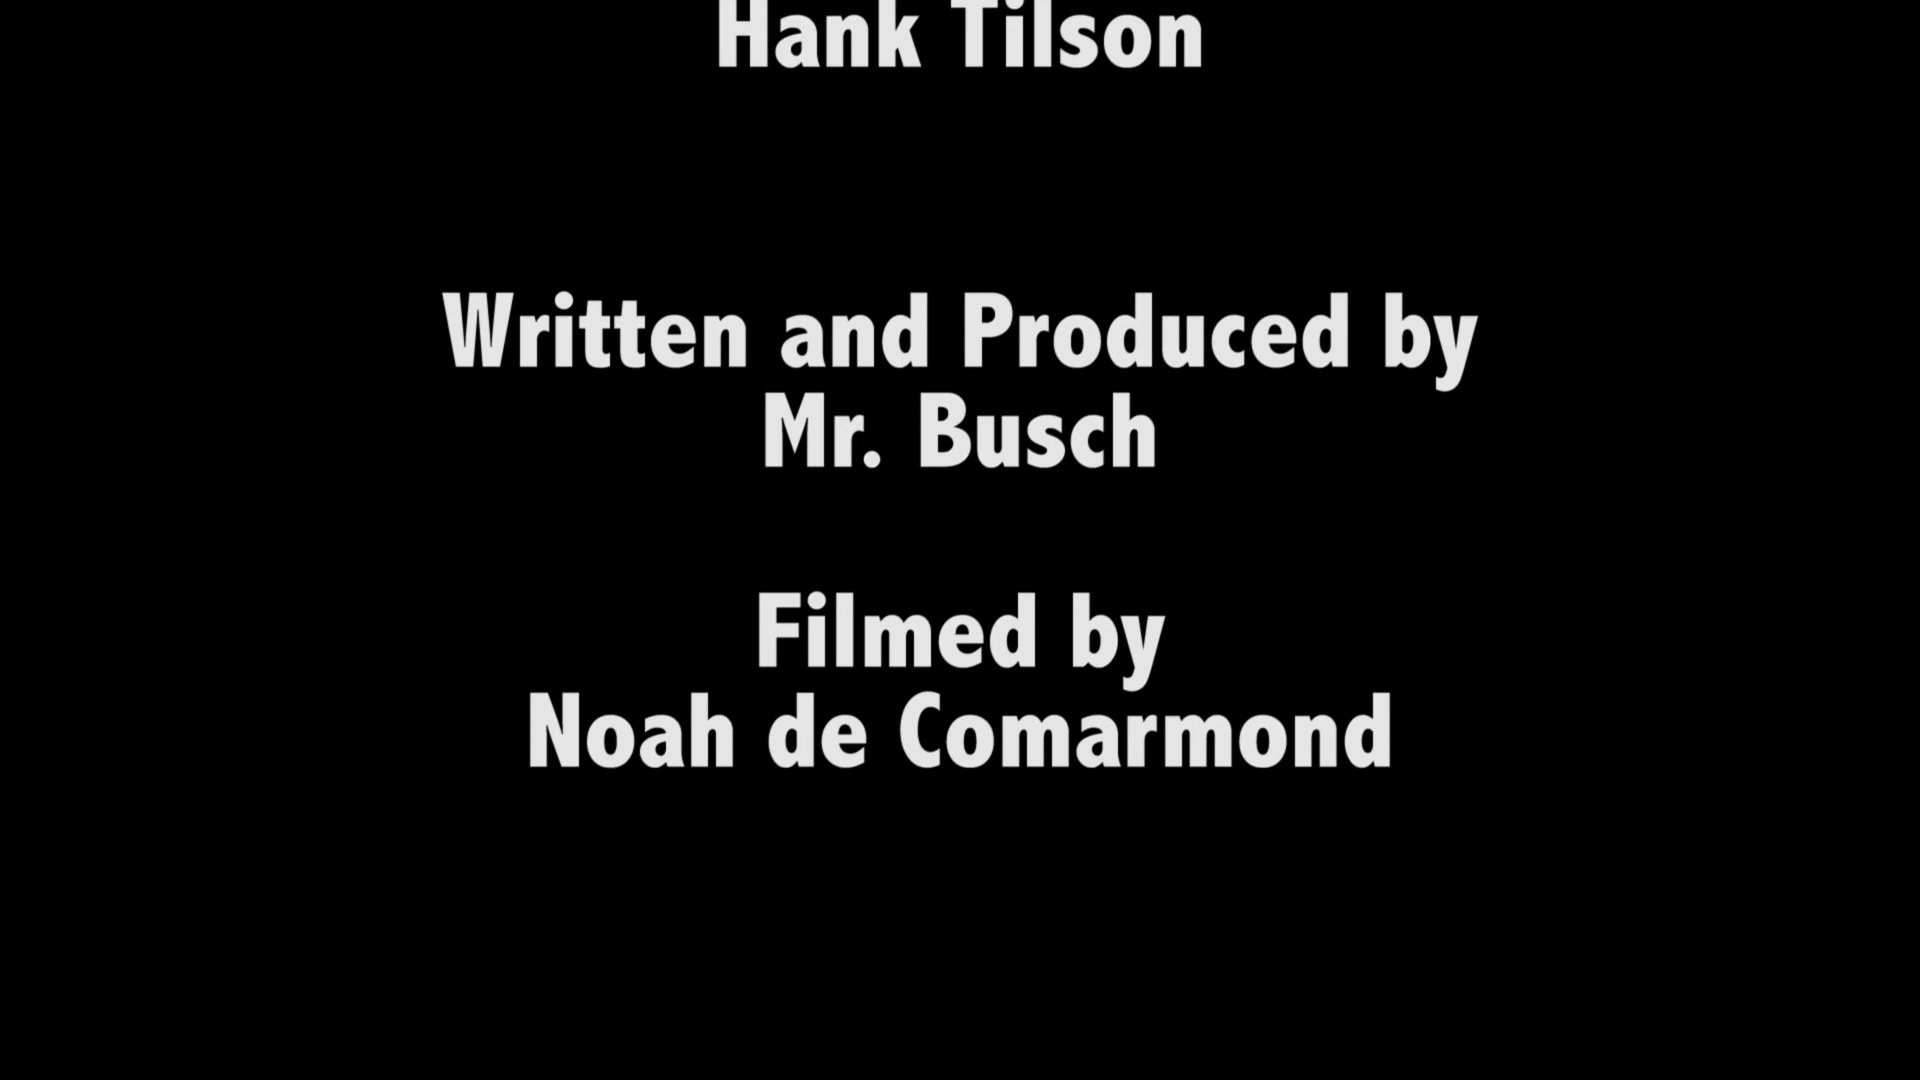 Hank Tilson
Written and Produced by
Mr. Busch
Filmed by
Noah de Comarmond